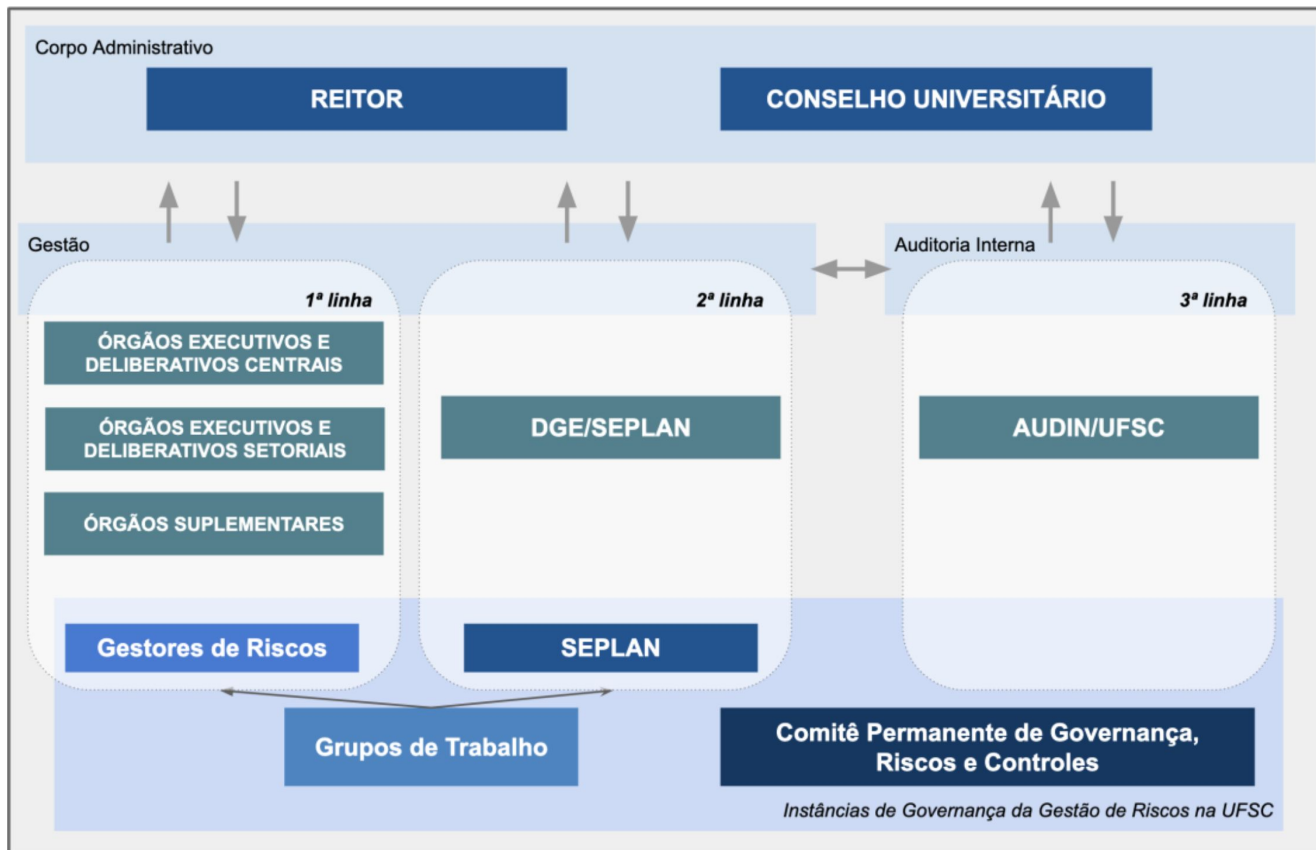 Corpo Administrativo
REITOR
CONSELHO UNIVERSITÁRIO
Gestão
Auditoria Interna
1ª linha
2ª linha
3ª linha
ÓRGÃOS EXECUTIVOS E
DELIBERATIVOS CENTRAIS
ÓRGÃOS EXECUTIVOS E
DELIBERATIVOS SETORIAIS
ÓRGÃOS SUPLEMENTARES
DGE/SEPLAN
AUDIN/UFSC
Gestores de Riscos
SEPLAN
Grupos de Trabalho
Comitê Permanente de Governança,
Riscos e Controles
Instâncias de Governança da Gestão de Riscos na UFSC